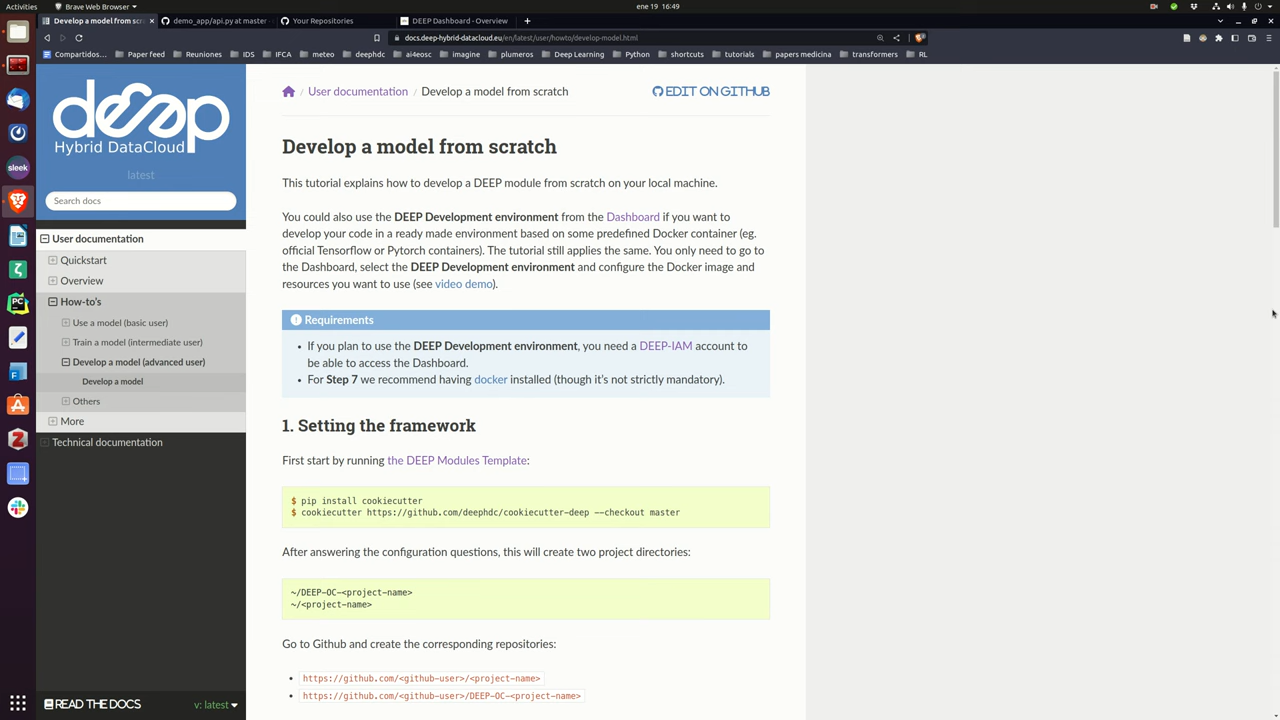 Activities
Brave Web Browser
ene 19 16:49
Develop a model from scr
demo_app/api.py at master
Your Repositories
DEEP Dashboard - Overview
docs.deep-hybrid-datacloud.eu/en/latest/user/howto/develop-model.html
Compartidos…
Paper feed
Reuniones
IDS
IFCA
meteo
deephdc
ai4eosc
imagine
plumeros
Deep Learning
Python
shortcuts
tutorials
papers medicina
transformers
RL
deep
Hybrid DataCloud
latest
Search docs
User documentation
Quickstart
Overview
How-to's
Use a model (basic user)
Train a model (intermediate user)
Develop a model (advanced user)
Develop a model
Others
More
Technical documentation
READ THE DOCS
v: latest
sleek
PC
User documentation / Develop a model from scratch
EDIT ON GITHUB
Develop a model from scratch
This tutorial explains how to develop a DEEP module from scratch on your local machine.
You could also use the DEEP Development environment from the Dashboard if you want to
develop your code in a ready made environment based on some predefined Docker container (eg.
official Tensorflow or Pytorch containers). The tutorial still applies the same. You only need to go to
the Dashboard, select the DEEP Development environment and configure the Docker image and
resources you want to use (see video demo).
Requirements
• If you plan to use the DEEP Development environment, you need a DEEP-IAM account to
be able to access the Dashboard.
• For Step 7 we recommend having docker installed (though it's not strictly mandatory).
1. Setting the framework
First start by running the DEEP Modules Template:
$ pip install cookiecutter
$ cookiecutter https://github.com/deephdc/cookiecutter-deep --checkout master
After answering the configuration questions, this will create two project directories:
~/DEEP-OC-<project-name>
~/<project-name>
Go to Github and create the corresponding repositories:
• https://github.com/<github-user>/<project-name>
• https://github.com/<github-user>/DEEP-OC-<project-name>